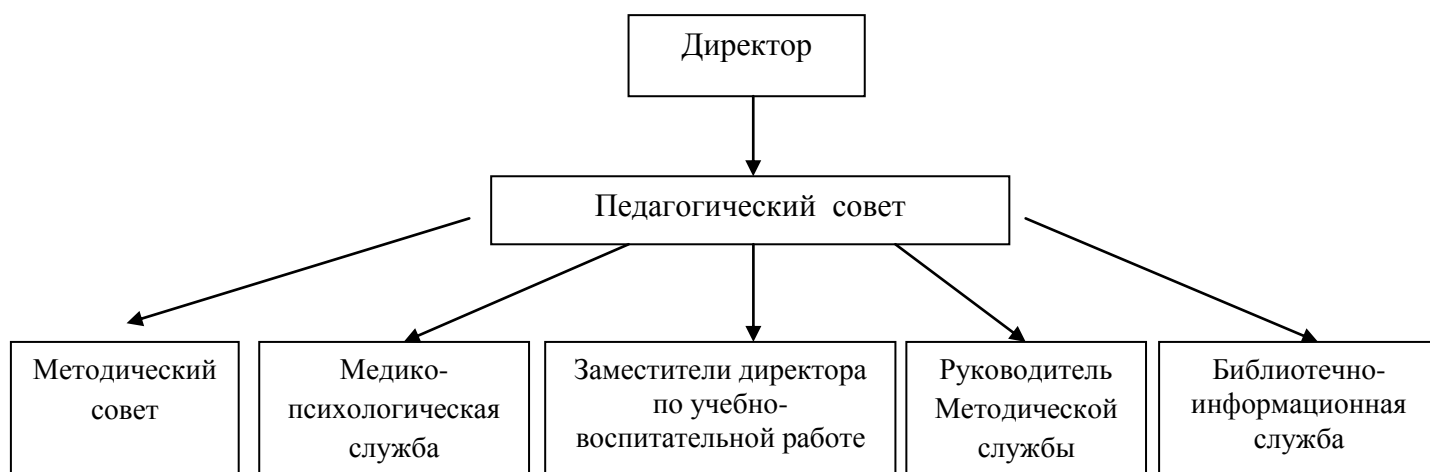 Директор
Педагогический совет
Методический
совет
Медико-
психологическая
служба
Заместители директора
по учебно-
воспитательной работе
Руководитель
Методической
службы
Библиотечно-
информационная
служба